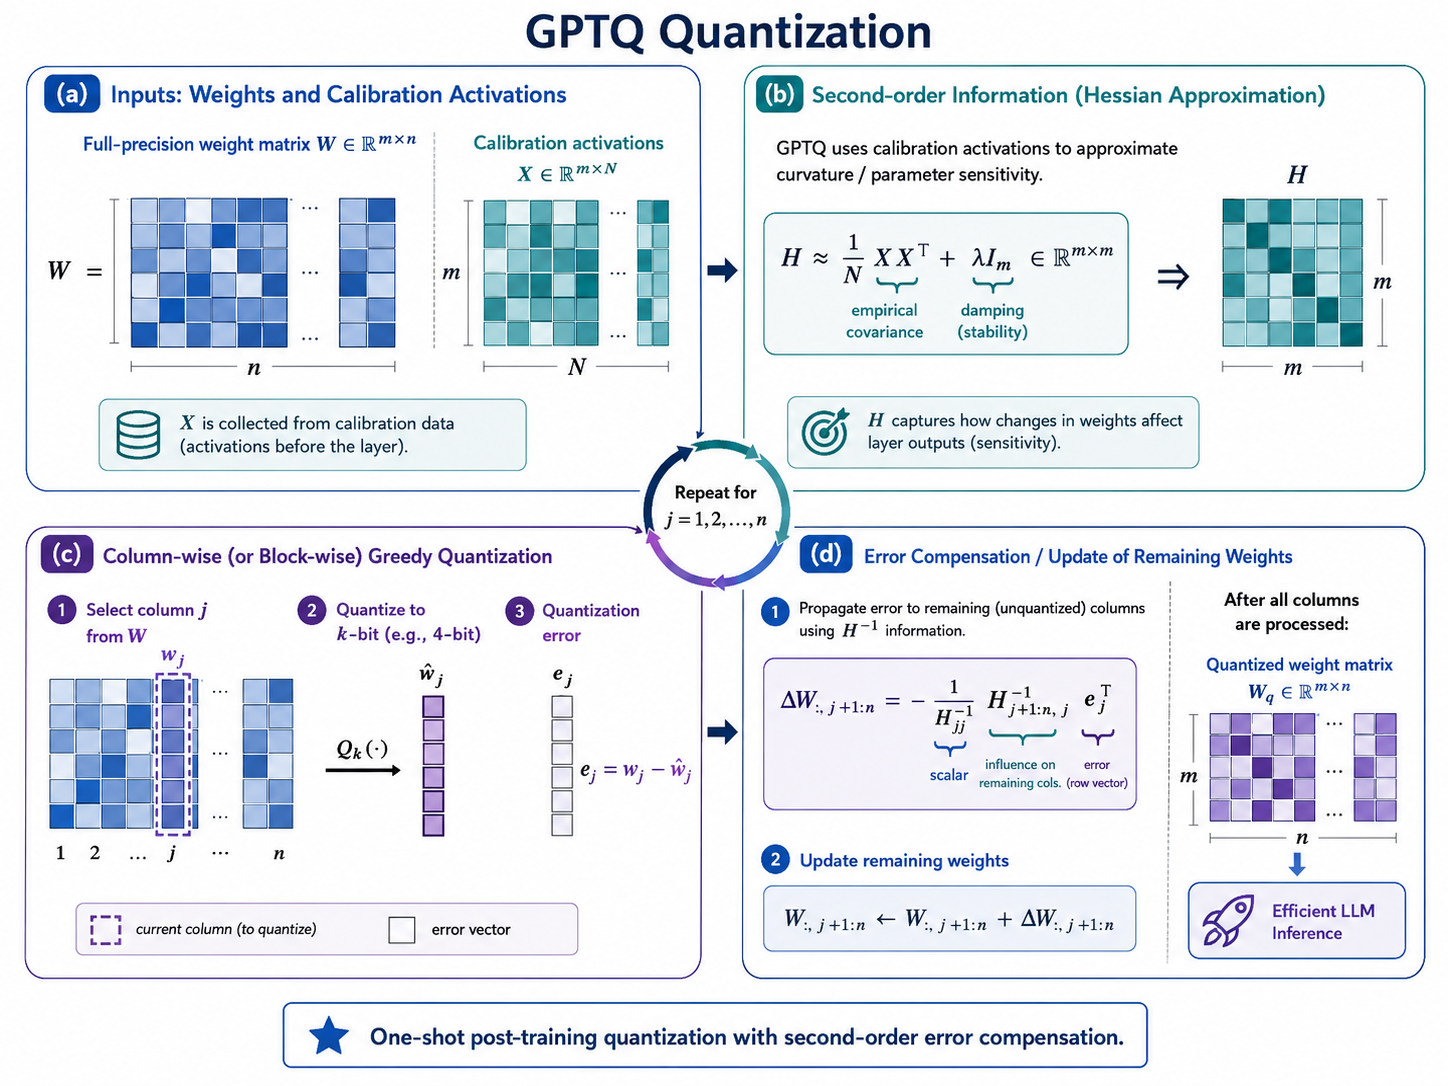 GPTQ Quantization
(a) Inputs: Weights and Calibration Activations
Full-precision weight matrix W ∈ ℝ^{m×n}
Calibration activations
X ∈ ℝ^{m×N}
W =
...
...
...
n
m
...
...
...
N
X is collected from calibration data
(activations before the layer).
(b) Second-order Information (Hessian Approximation)
GPTQ uses calibration activations to approximate
curvature / parameter sensitivity.
H ≈ 1/N X X^⊤ + λI_m ∈ ℝ^{m×m}
empirical
covariance
damping
(stability)
⇒
H
m
m
H captures how changes in weights affect
layer outputs (sensitivity).
Repeat for
j = 1, 2, ..., n
(c) Column-wise (or Block-wise) Greedy Quantization
1 Select column j
from W
w_j
...
...
...
1 2 ... j ... n
2 Quantize to
k-bit (e.g., 4-bit)
Q_k(·)
ŵ_j
3 Quantization
error
e_j
e_j = w_j − ŵ_j
current column (to quantize)
error vector
(d) Error Compensation / Update of Remaining Weights
1 Propagate error to remaining (unquantized) columns
using H^{−1} information.
ΔW_{:, j+1:n} = − 1/H_{jj}^{−1} H_{j+1:n, j}^{−1} e_j^⊤
scalar
influence on
remaining cols.
error
(row vector)
2 Update remaining weights
W_{:, j+1:n} ← W_{:, j+1:n} + ΔW_{:, j+1:n}
After all columns
are processed:
Quantized weight matrix
W_q ∈ ℝ^{m×n}
m
...
...
...
n
Efficient LLM
Inference
One-shot post-training quantization with second-order error compensation.